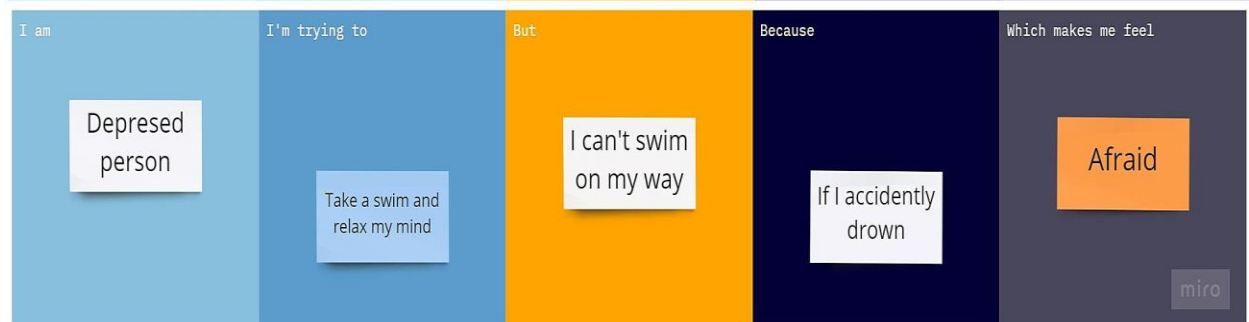 I am
Depresed
person
I'm trying to
Take a swim and
relax my mind
But
I can't swim
on my way
Because
If I accidently
drown
Which makes me feel
Afraid
miro